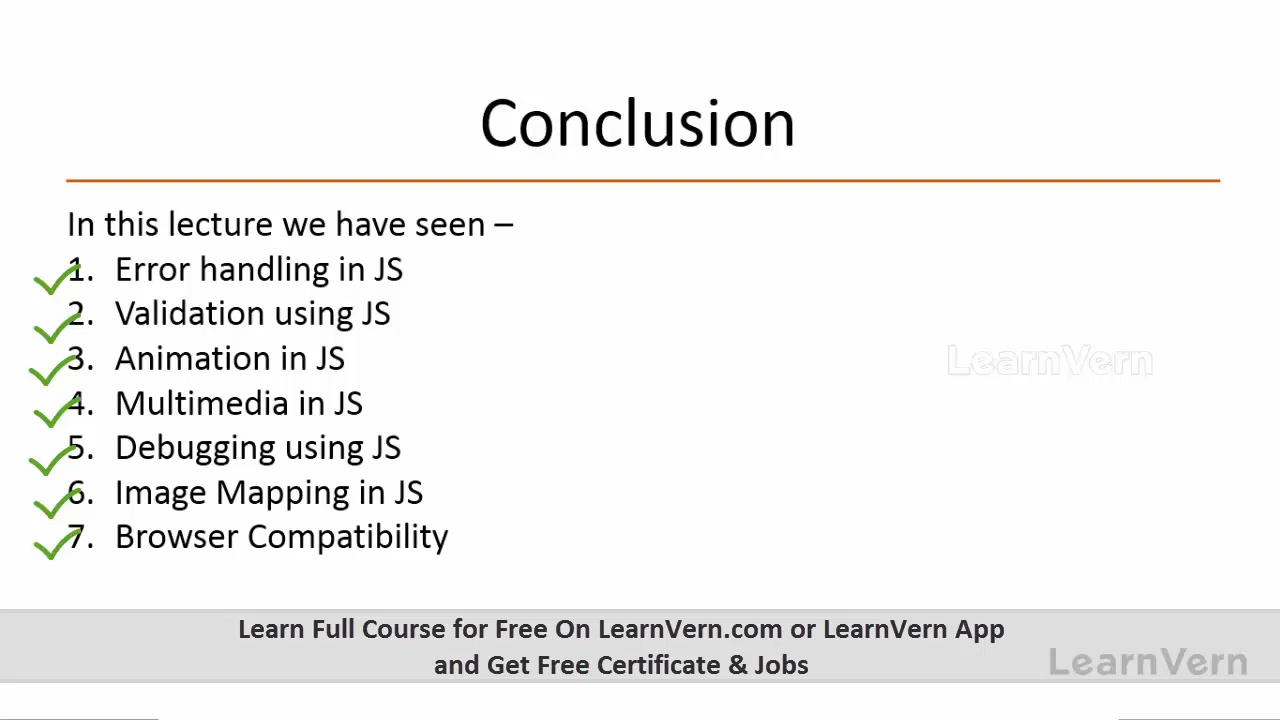 Conclusion
In this lecture we have seen –
1. Error handling in JS
2. Validation using JS
3. Animation in JS
4. Multimedia in JS
5. Debugging using JS
6. Image Mapping in JS
7. Browser Compatibility
LearnVern
Learn Full Course for Free On LearnVern.com or LearnVern App
and Get Free Certificate & Jobs
LearnVern